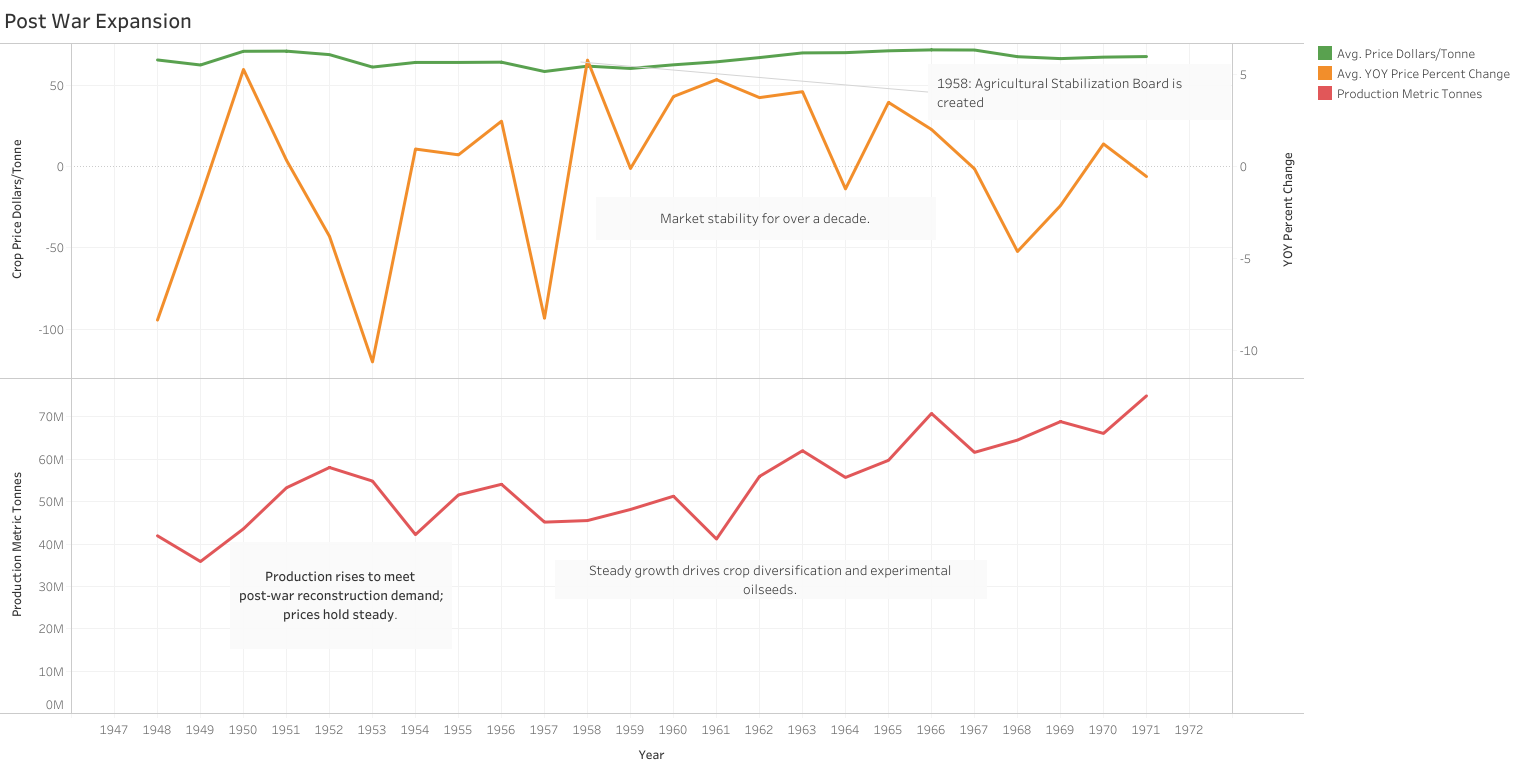 Post War Expansion
Avg. Price Dollars/Tonne
Avg. YOY Price Percent Change
Production Metric Tonnes
Crop Price Dollars/Tonne
50
0
-50
-100
1958: Agricultural Stabilization Board is
created
Market stability for over a decade.
5
0
-5
-10
YOY Percent Change
Production Metric Tonnes
70M
60M
50M
40M
30M
20M
10M
0M
Production rises to meet
post-war reconstruction demand;
prices hold steady.
Steady growth drives crop diversification and experimental
oilseeds.
1947 1948 1949 1950 1951 1952 1953 1954 1955 1956 1957 1958 1959 1960 1961 1962 1963 1964 1965 1966 1967 1968 1969 1970 1971 1972
Year